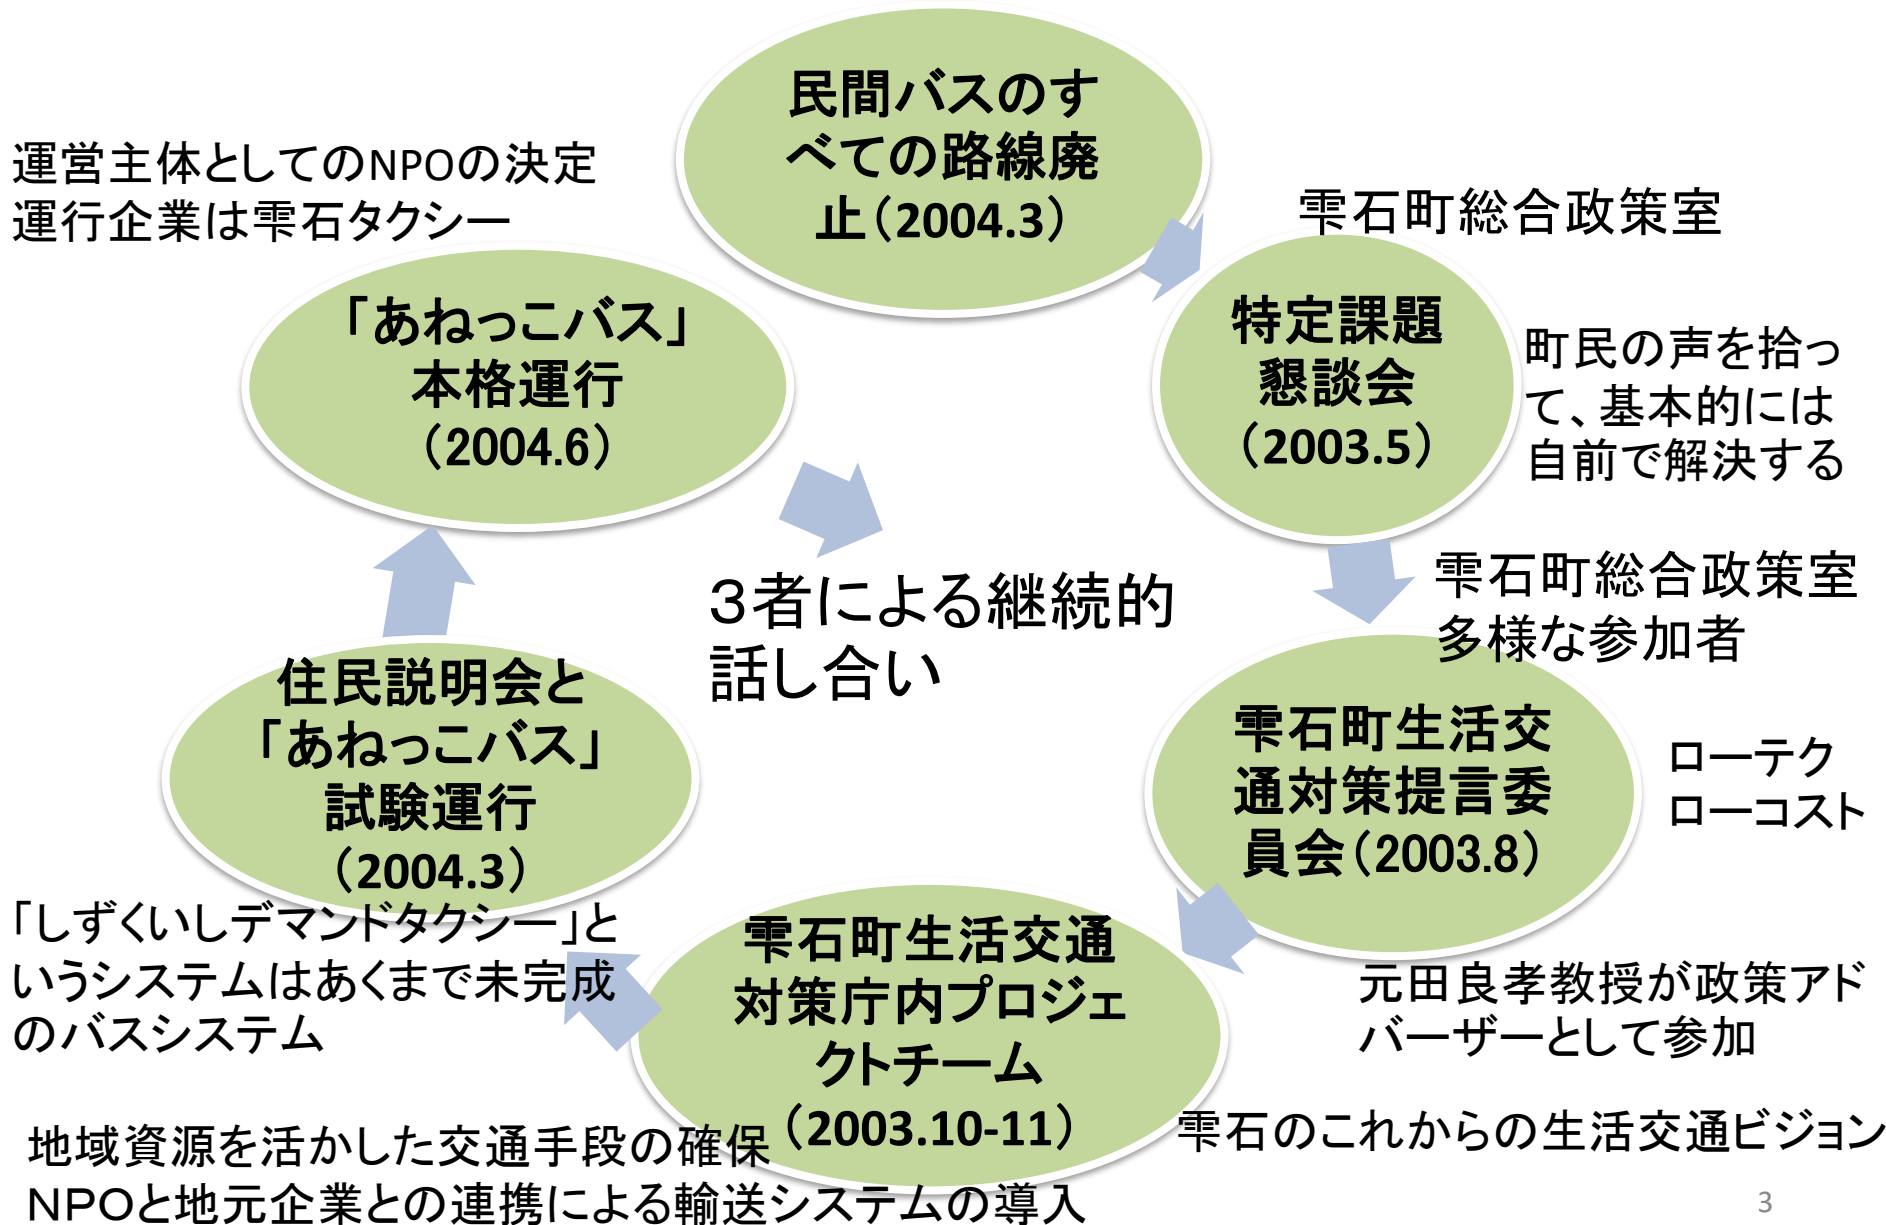 民間バスのす
べての路線廃
止（2004.3）
運営主体としてのNPOの決定
運行企業は雫石タクシー
雫石町総合政策室
「あねっこバス」
本格運行
（2004.6）
特定課題
懇談会
（2003.5）
町民の声を拾っ
て、基本的には
自前で解決する
３者による継続的
話し合い
雫石町総合政策室
多様な参加者
住民説明会と
「あねっこバス」
試験運行
（2004.3）
雫石町生活交
通対策提言委
員会（2003.8）
ローテク
ローコスト
「しずくいしデマンドタクシー」と
いうシステムはあくまで未完成
のバスシステム
雫石町生活交通
対策庁内プロジェ
クトチーム
（2003.10-11）
元田良孝教授が政策アド
バーザーとして参加
雫石のこれからの生活交通ビジョン
地域資源を活かした交通手段の確保
ＮＰＯと地元企業との連携による輸送システムの導入
3